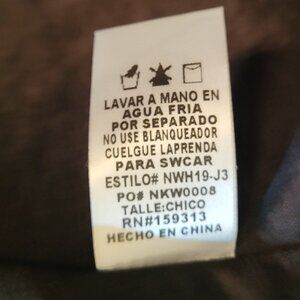 LAVAR A MANO EN
AGUA FRIA
POR SEPARADO
NO USE BLANQUEADOR
CUELGUE LAPRENDA
PARA SWCAR
ESTILO# NWH19-J3
PO# NKW0008
TALLE:CHICO
RN#159313
HECHO EN CHINA